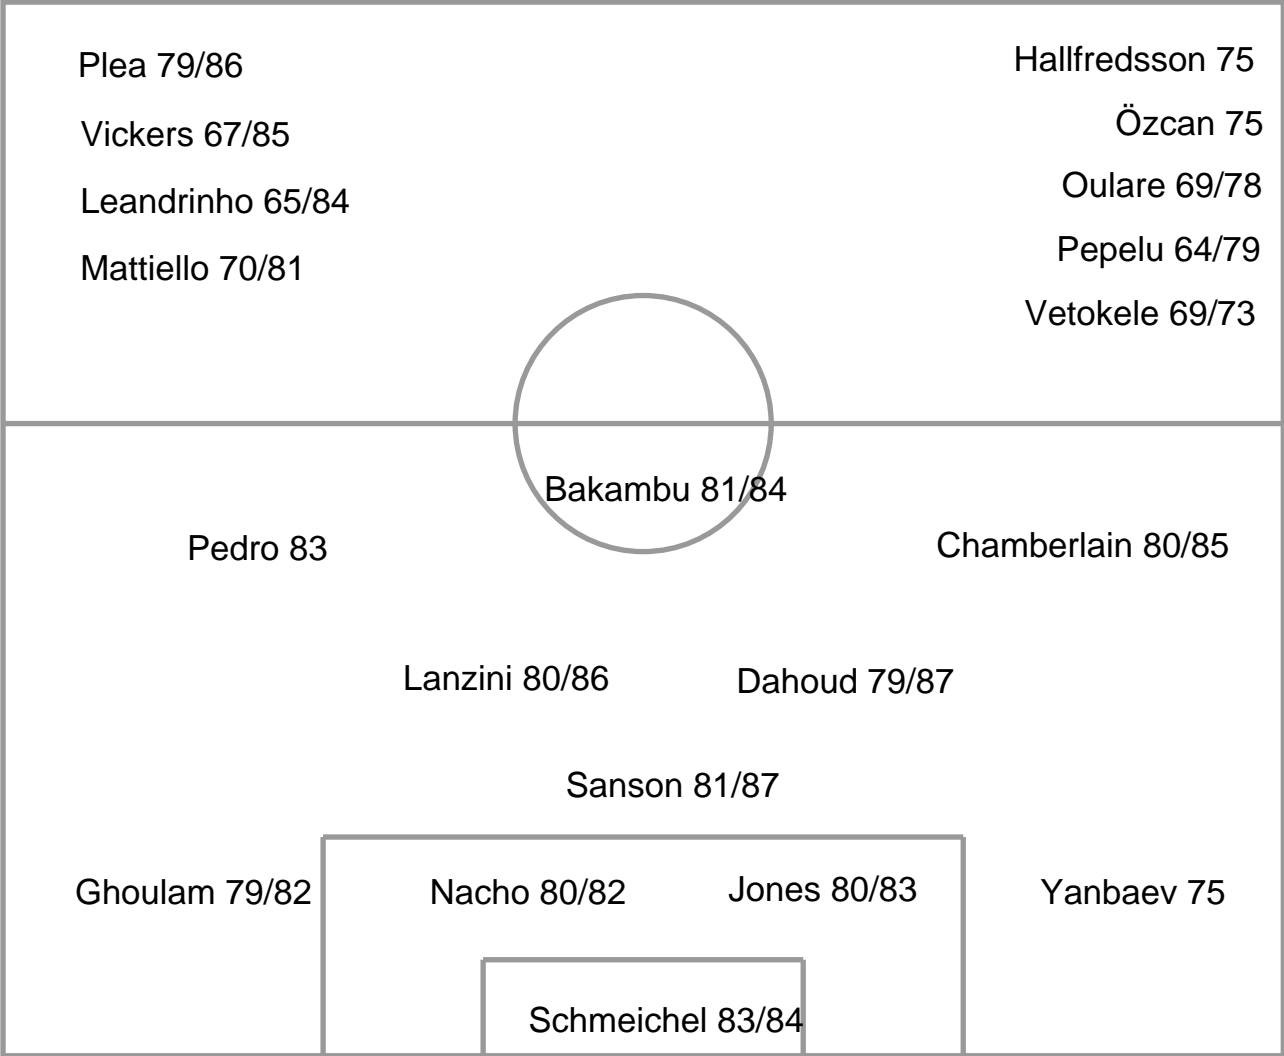 Plea 79/86
Vickers 67/85
Leandrinho 65/84
Mattiello 70/81
Hallfredsson 75
Özcan 75
Oulare 69/78
Pepelu 64/79
Vetokele 69/73
Bakambu 81/84
Pedro 83
Chamberlain 80/85
Lanzini 80/86
Dahoud 79/87
Sanson 81/87
Ghoulam 79/82
Nacho 80/82
Jones 80/83
Yanbaev 75
Schmeichel 83/84